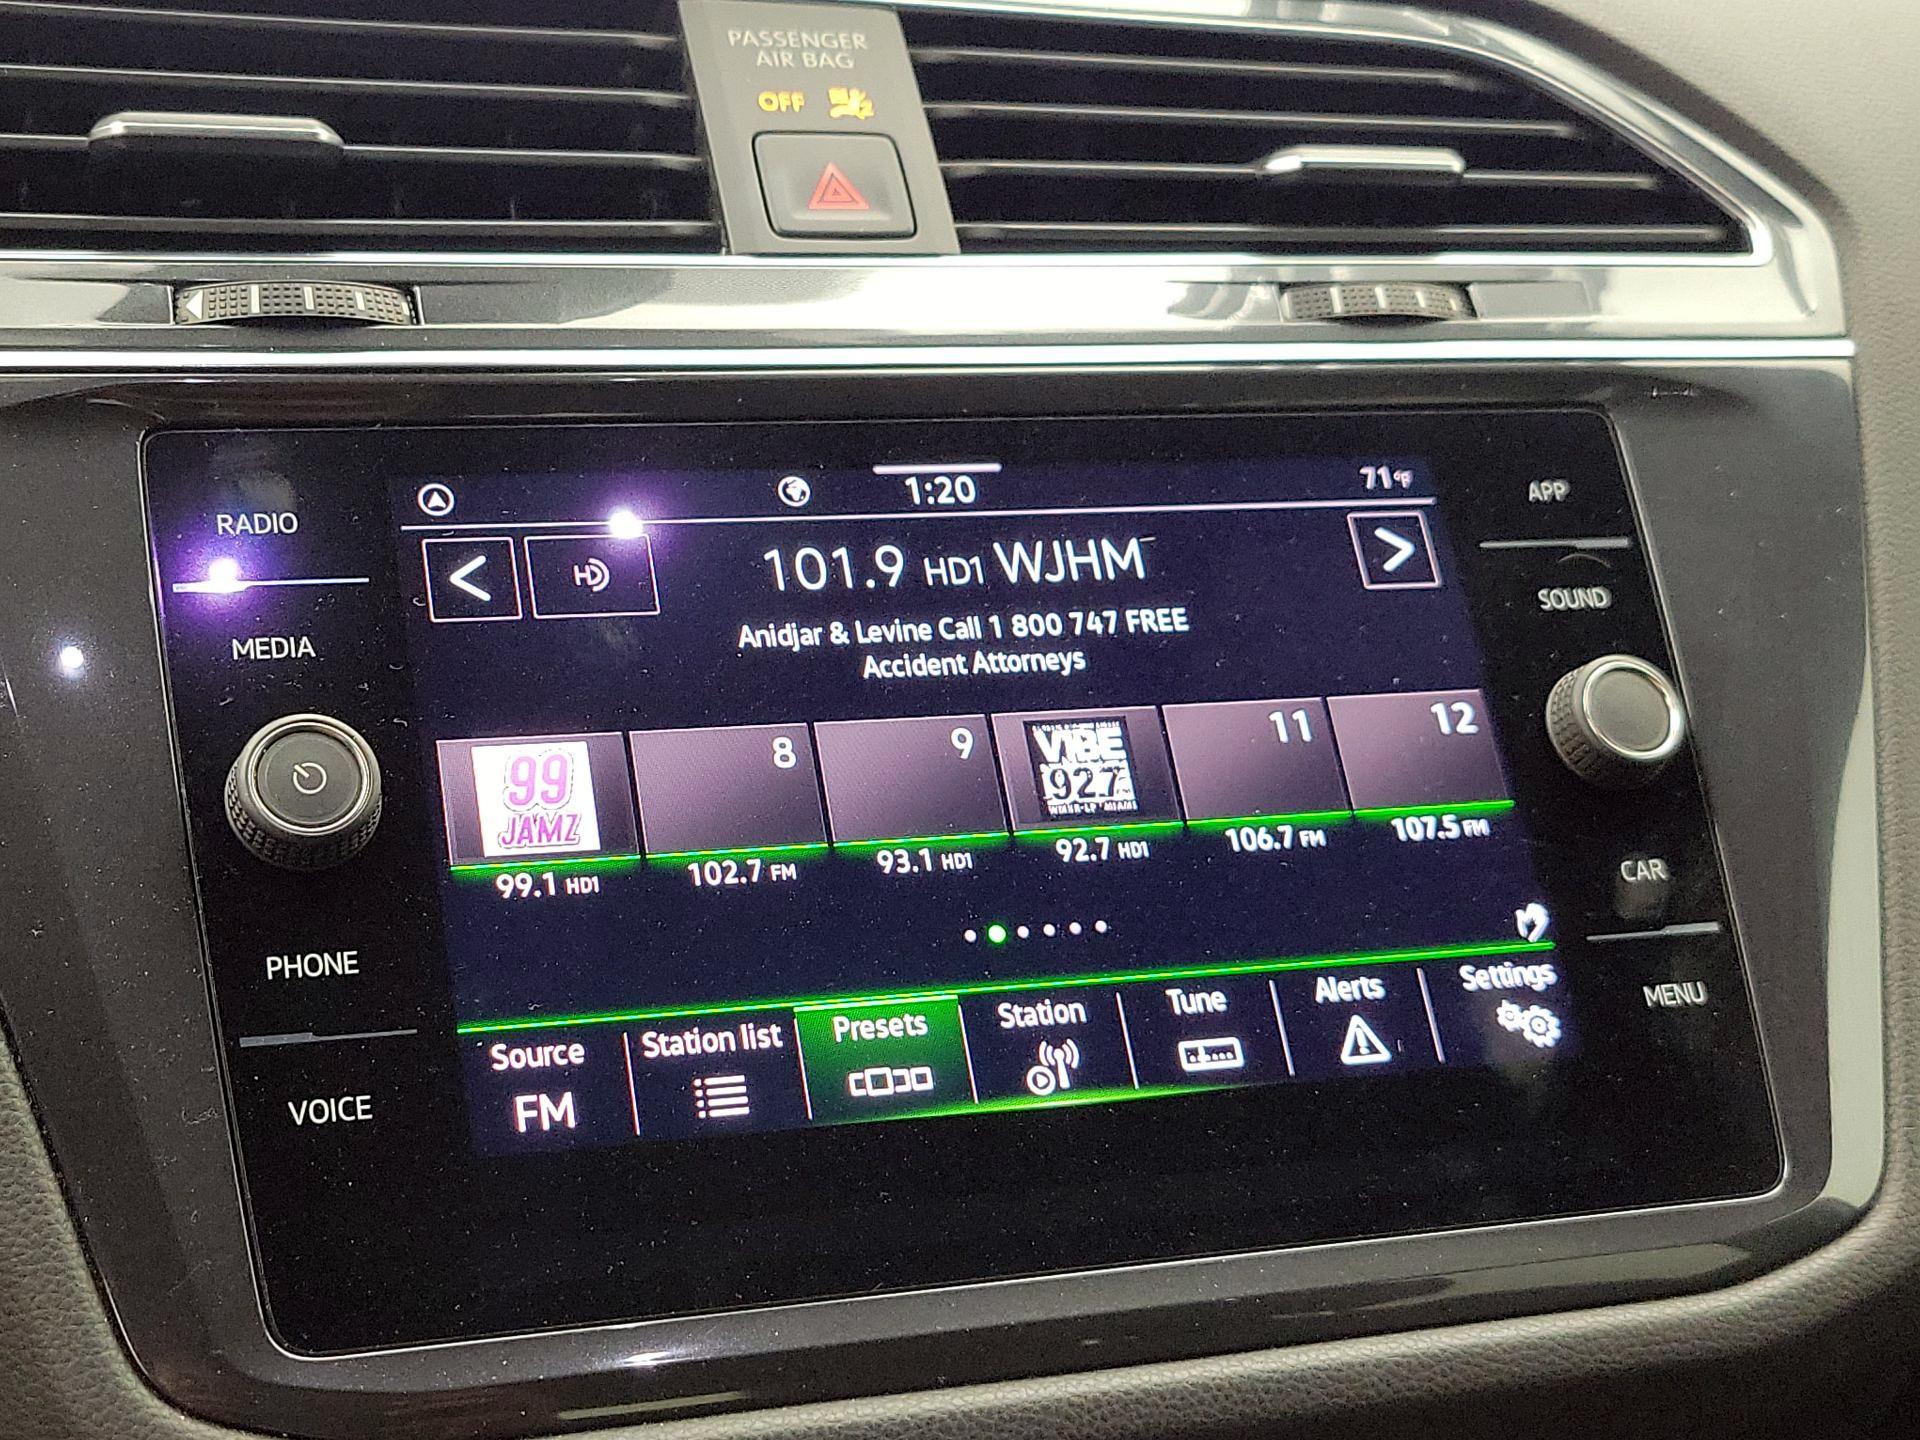 PASSENGER
AIR BAG
OFF
1:20
71°F
RADIO
MEDIA
PHONE
VOICE
APP
SOUND
CAR
MENU
HD
101.9 HD1 WJHM
Anidjar & Levine Call 1 800 747 FREE
Accident Attorneys
99
JAMZ
8
9
VIBE
92.7
11
12
99.1 HD1
102.7 FM
93.1 HD1
92.7 HD1
106.7 FM
107.5 FM
Source
FM
Station list
Presets
Station
Tune
Alerts
Settings